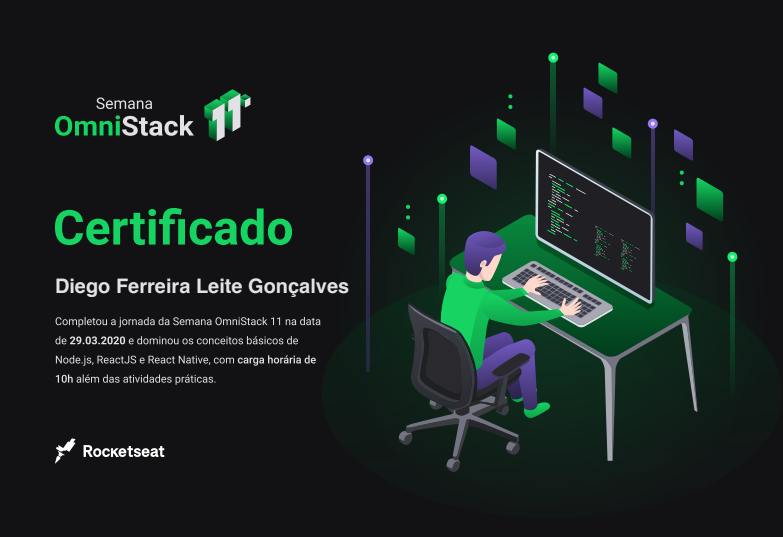 Semana
OmniStack 11
Certificado
Diego Ferreira Leite Gonçalves
Completou a jornada da Semana OmniStack 11 na data
de 29.03.2020 e dominou os conceitos básicos de
Node.js, ReactJS e React Native, com carga horária de
10h além das atividades práticas.
Rocketseat